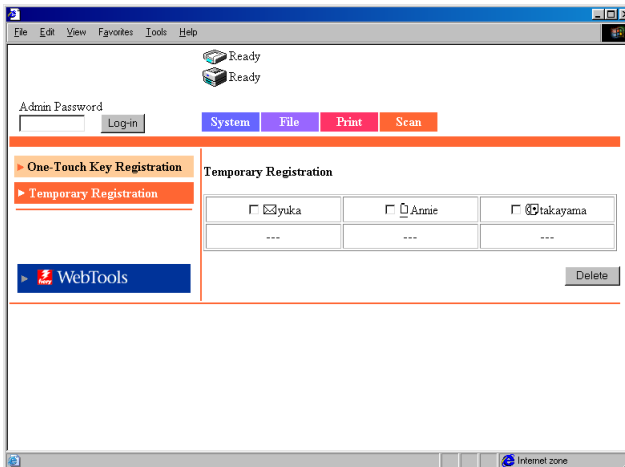 File Edit View Favorites Tools Help
Ready
Ready
Admin Password
Log-in
System File Print Scan
One-Touch Key Registration
Temporary Registration
Temporary Registration
yuka Annie takayama
--- --- ---
fiery WebTools
Delete
Internet zone